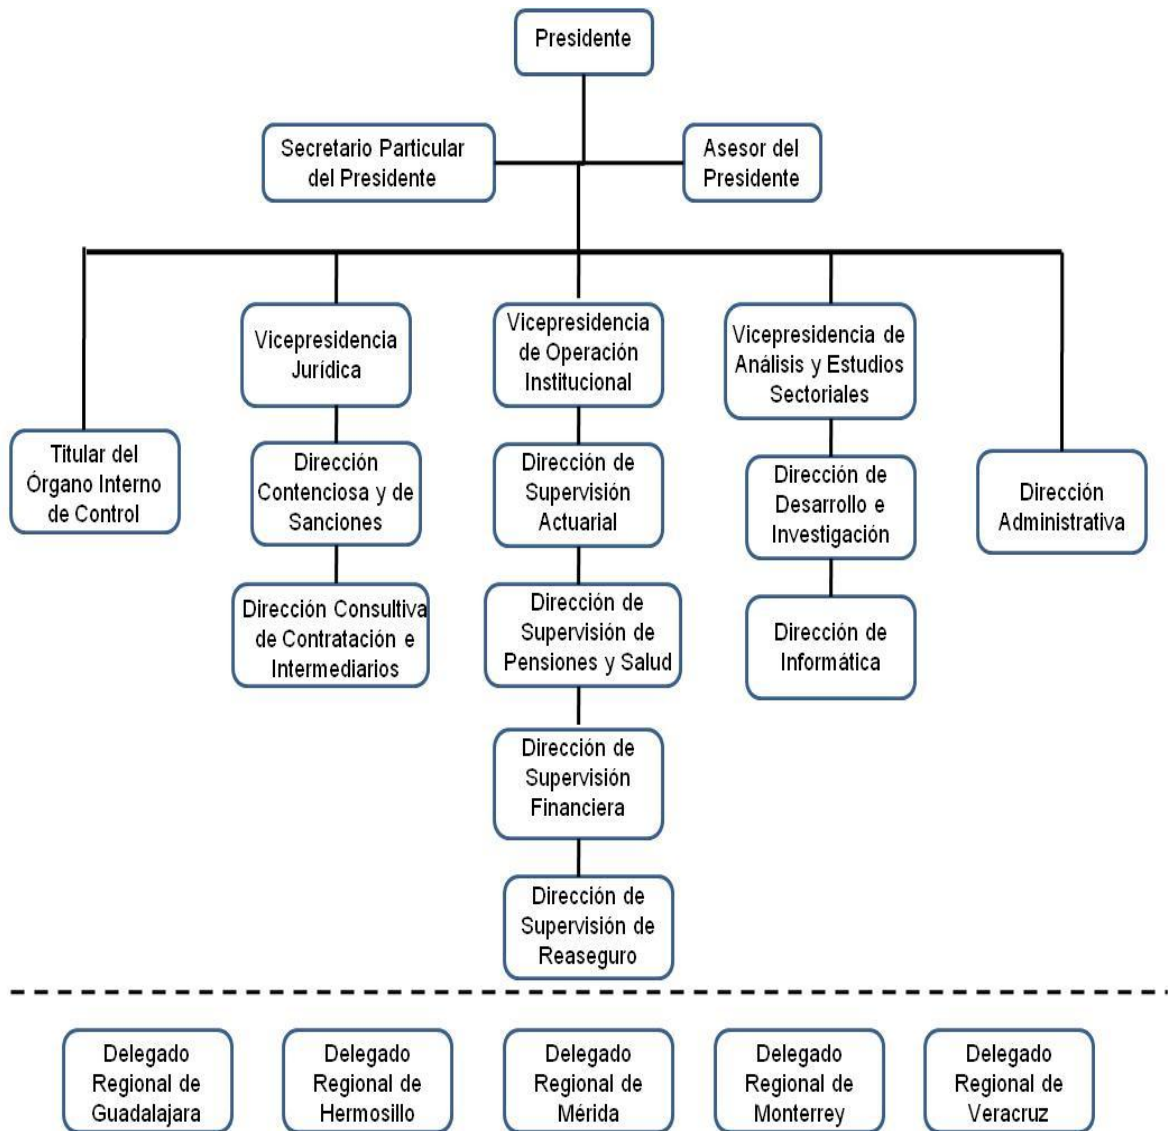 Presidente
Secretario Particular
del Presidente
Asesor del
Presidente
Vicepresidencia
Jurídica
Vicepresidencia
de Operación
Institucional
Vicepresidencia de
Análisis y Estudios
Sectoriales
Titular del
Órgano Interno
de Control
Dirección
Contenciosa y de
Sanciones
Dirección de
Supervisión
Actuarial
Dirección de
Desarrollo e
Investigación
Dirección
Administrativa
Dirección Consultiva
de Contratación e
Intermediarios
Dirección de
Supervisión de
Pensiones y Salud
Dirección de
Informática
Dirección de
Supervisión
Financiera
Dirección de
Supervisión de
Reaseguro
Delegado
Regional de
Guadalajara
Delegado
Regional de
Hermosillo
Delegado
Regional de
Mérida
Delegado
Regional de
Monterrey
Delegado
Regional de
Veracruz